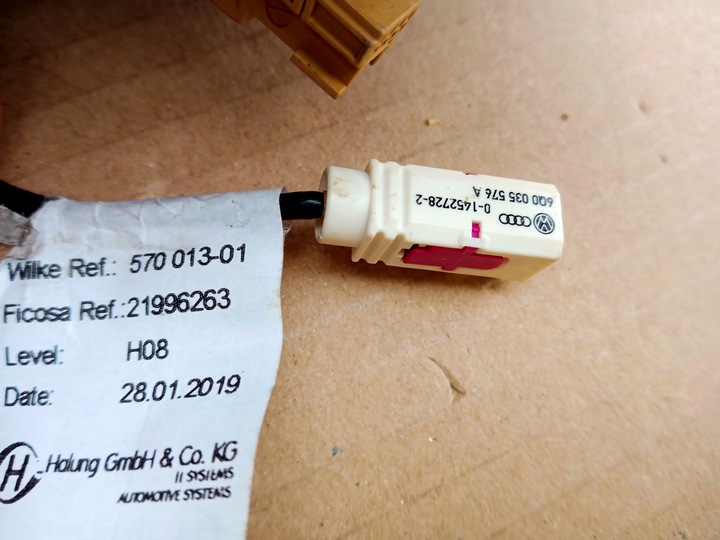 Wilke Ref.: 570 013-01
Ficosa Ref.:21996263
Level: H08
Date: 28.01.2019
H
Halung GmbH & Co. KG
AUTOMOTIVE SYSTEMS
0-1452728-2
6Q0 035 576 A